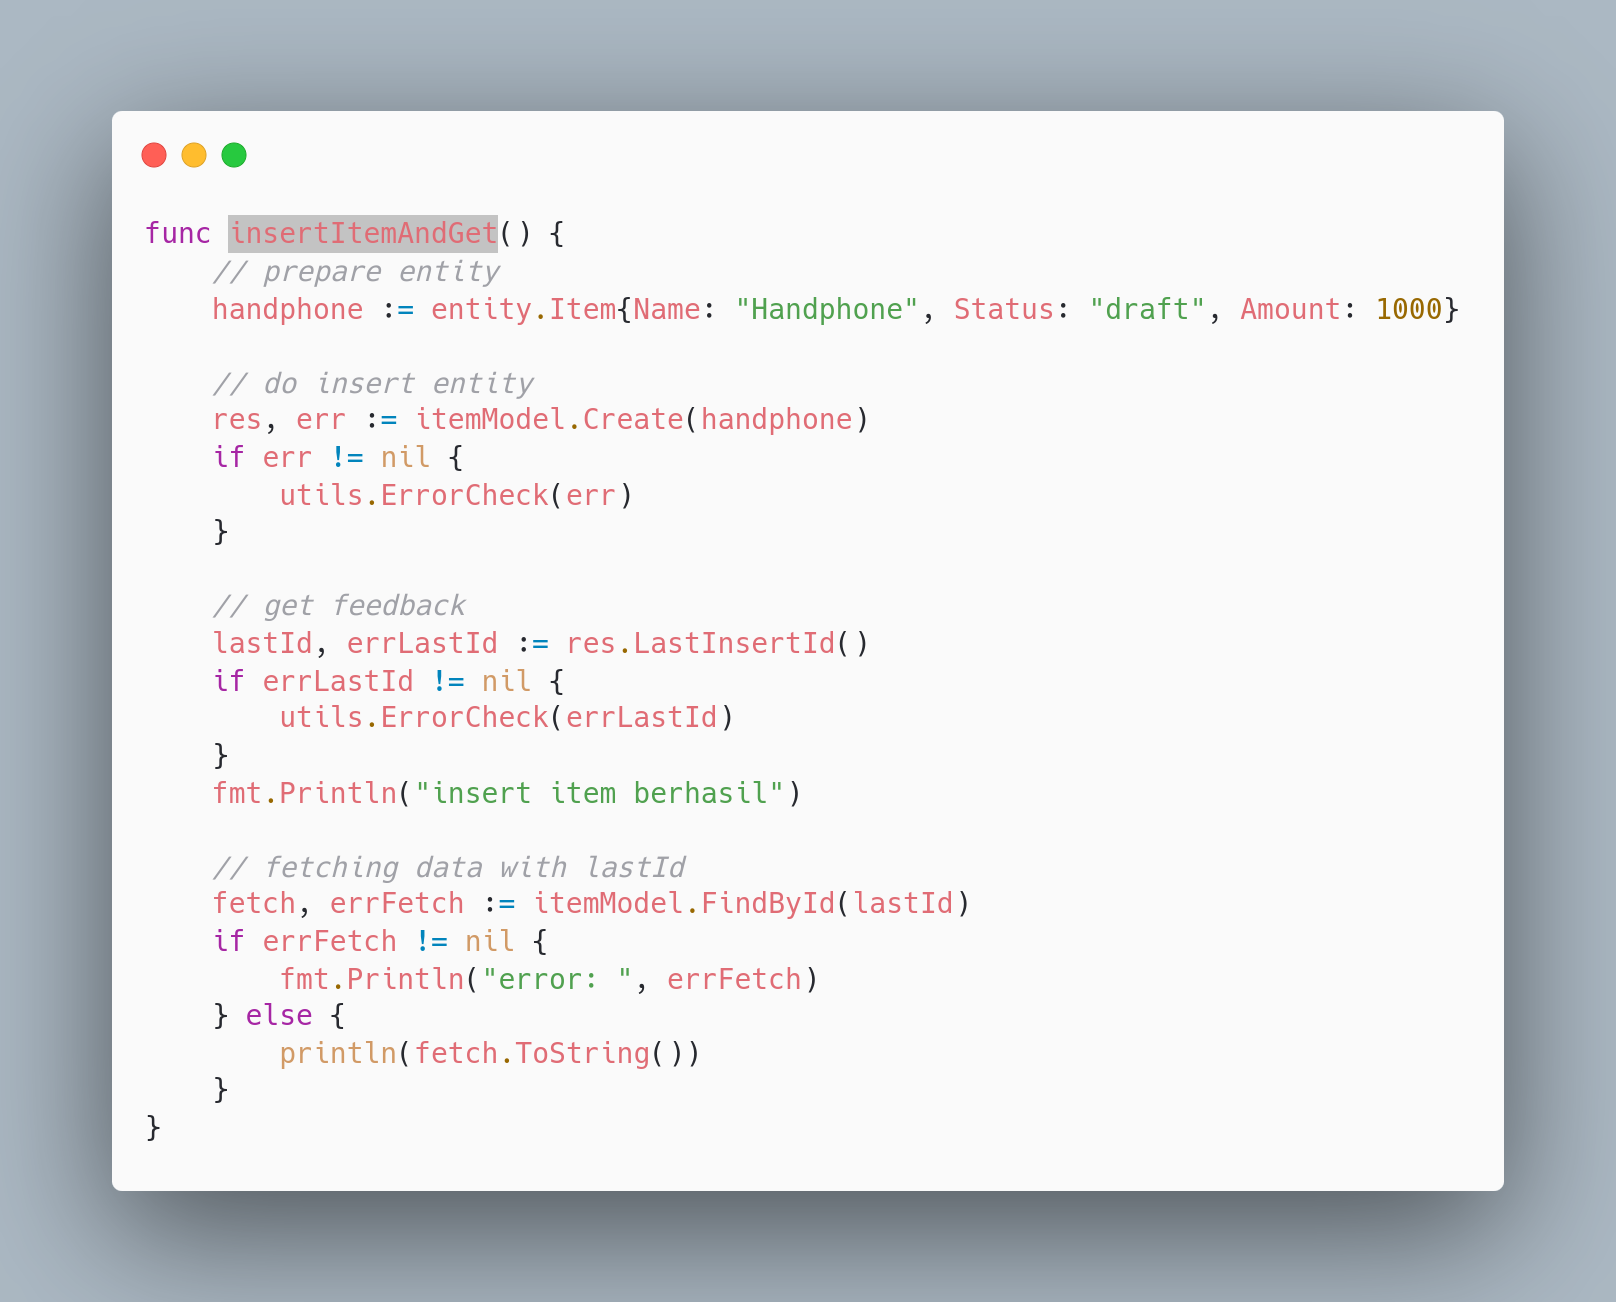 func insertItemAndGet() {
    // prepare entity
    handphone := entity.Item{Name: "Handphone", Status: "draft", Amount: 1000}

    // do insert entity
    res, err := itemModel.Create(handphone)
    if err != nil {
        utils.ErrorCheck(err)
    }

    // get feedback
    lastId, errLastId := res.LastInsertId()
    if errLastId != nil {
        utils.ErrorCheck(errLastId)
    }
    fmt.Println("insert item berhasil")

    // fetching data with lastId
    fetch, errFetch := itemModel.FindById(lastId)
    if errFetch != nil {
        fmt.Println("error: ", errFetch)
    } else {
        println(fetch.ToString())
    }
}